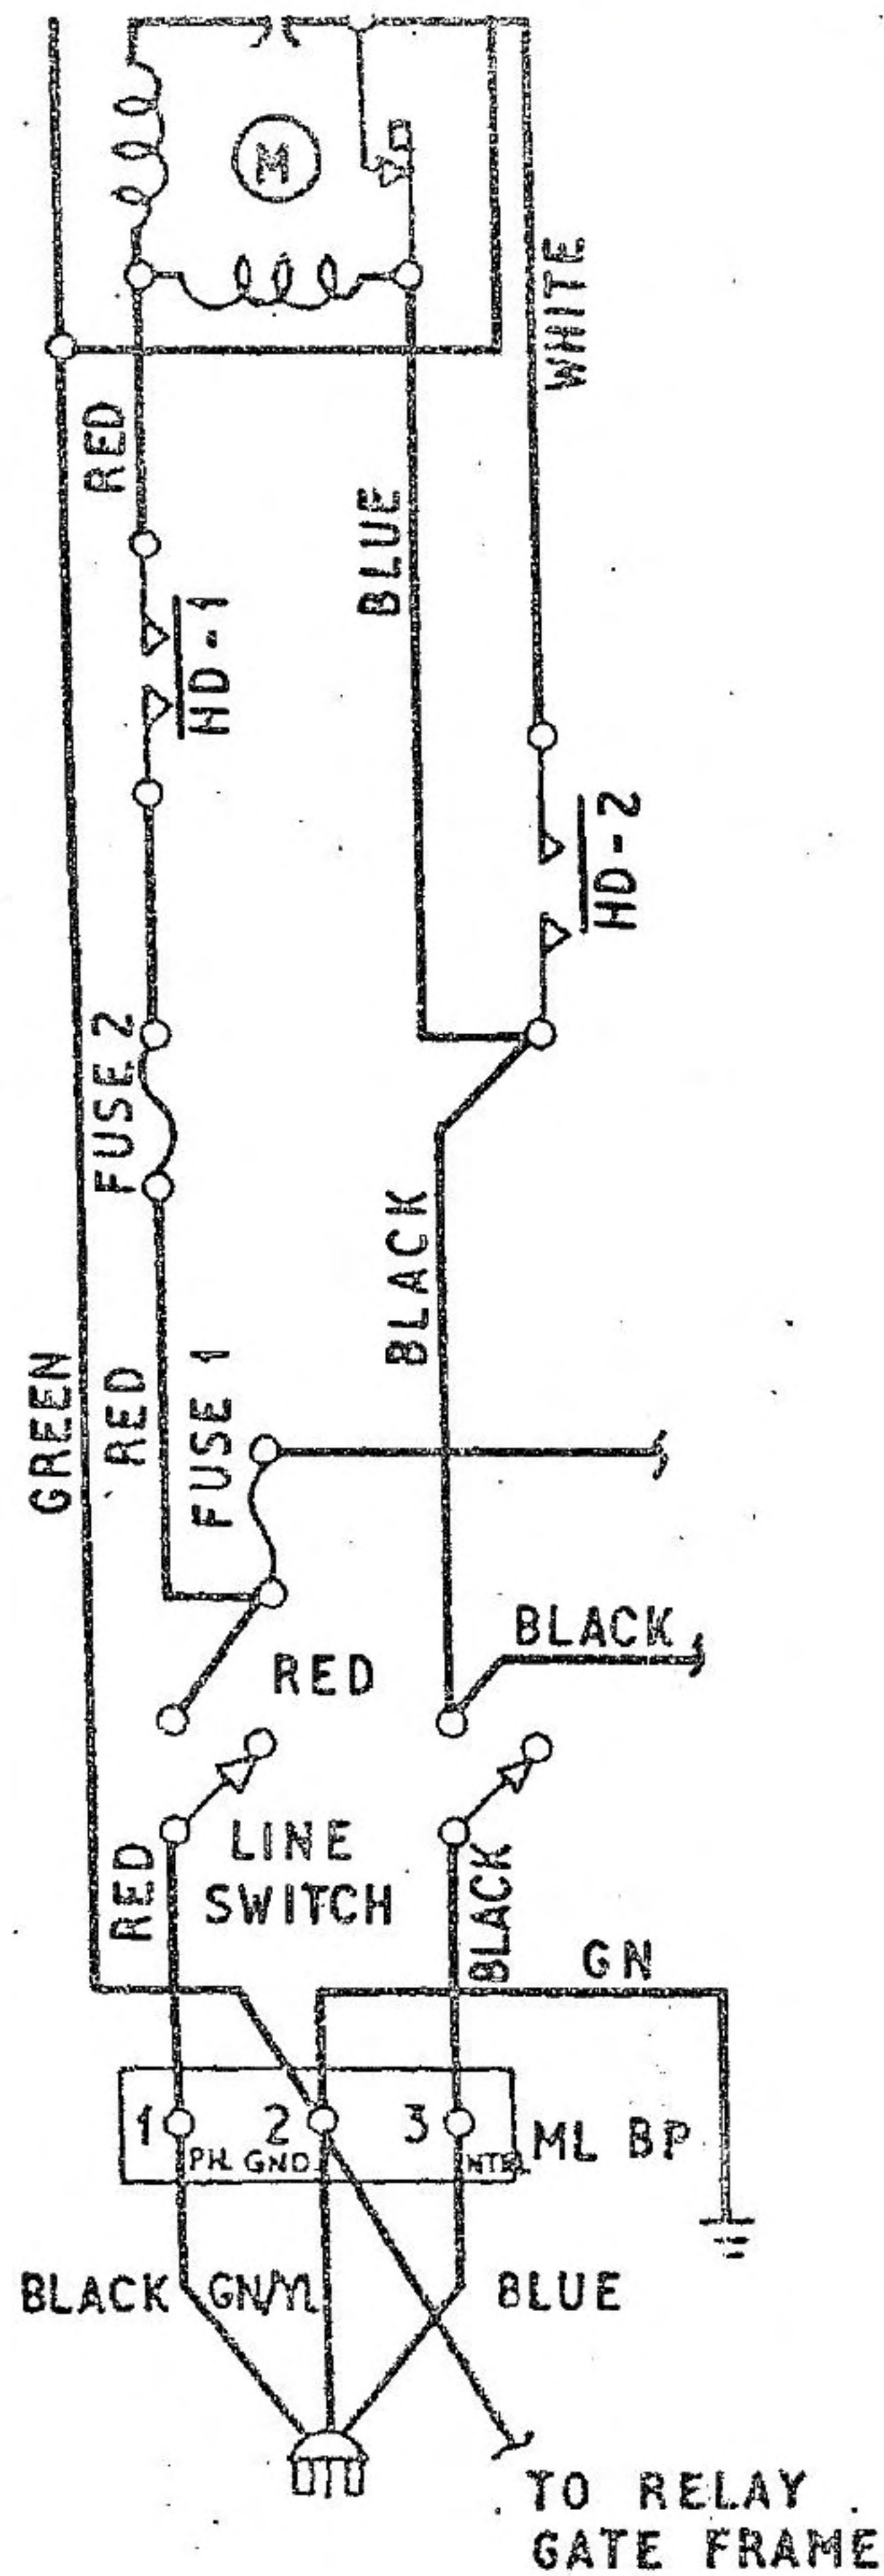 M
WHITE
RED
BLUE
HD-1
HD-2
FUSE 2
BLACK
GREEN
RED
FUSE 1
BLACK
RED
LINE
SWITCH
RED
BLACK
GN
1
2
3
PH.
GND
NTRL
ML BP
BLACK
GN/YL
BLUE
TO RELAY
GATE FRAME